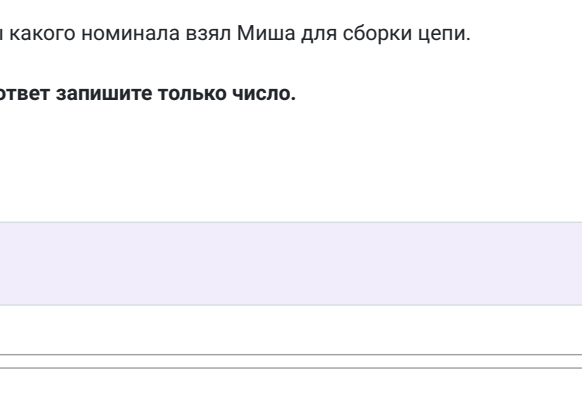 какого номинала взял Миша для сборки цепи.
ответ запишите только число.